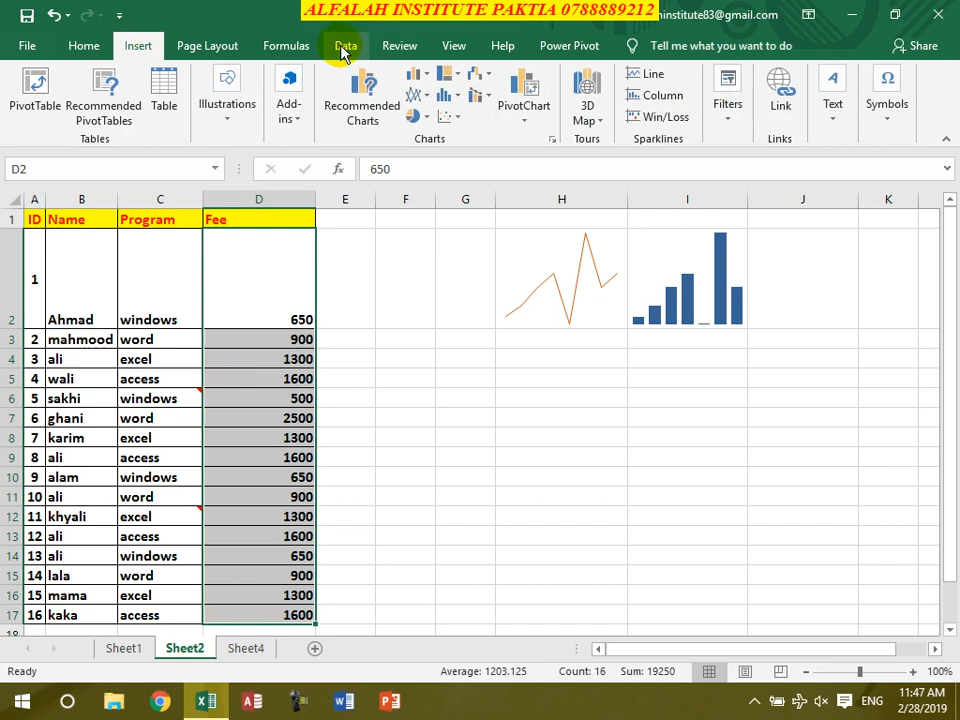 ALFALAH INSTITUTE PAKTIA 0788889212
ninstitute83@gmail.com
File Home Insert Page Layout Formulas Data Review View Help Power Pivot Tell me what you want to do Share
PivotTable Recommended PivotTables Table Illustrations Add-ins Recommended Charts PivotChart 3D Map Line Column Win/Loss Filters Link Text Symbols
Tables Charts Tours Sparklines Links
D2 fx 650
A B C D E F G H I J K
1 ID Name Program Fee
2 1 Ahmad windows 650
3 2 mahmood word 900
4 3 ali excel 1300
5 4 wali access 1600
6 5 sakhi windows 500
7 6 ghani word 2500
8 7 karim excel 1300
9 8 ali access 1600
10 9 alam windows 650
11 10 ali word 900
12 11 khyali excel 1300
13 12 ali access 1600
14 13 ali windows 650
15 14 lala word 900
16 15 mama excel 1300
17 16 kaka access 1600
18
Sheet1 Sheet2 Sheet4
Ready Average: 1203.125 Count: 16 Sum: 19250 100%
ENG 11:47 AM
2/28/2019